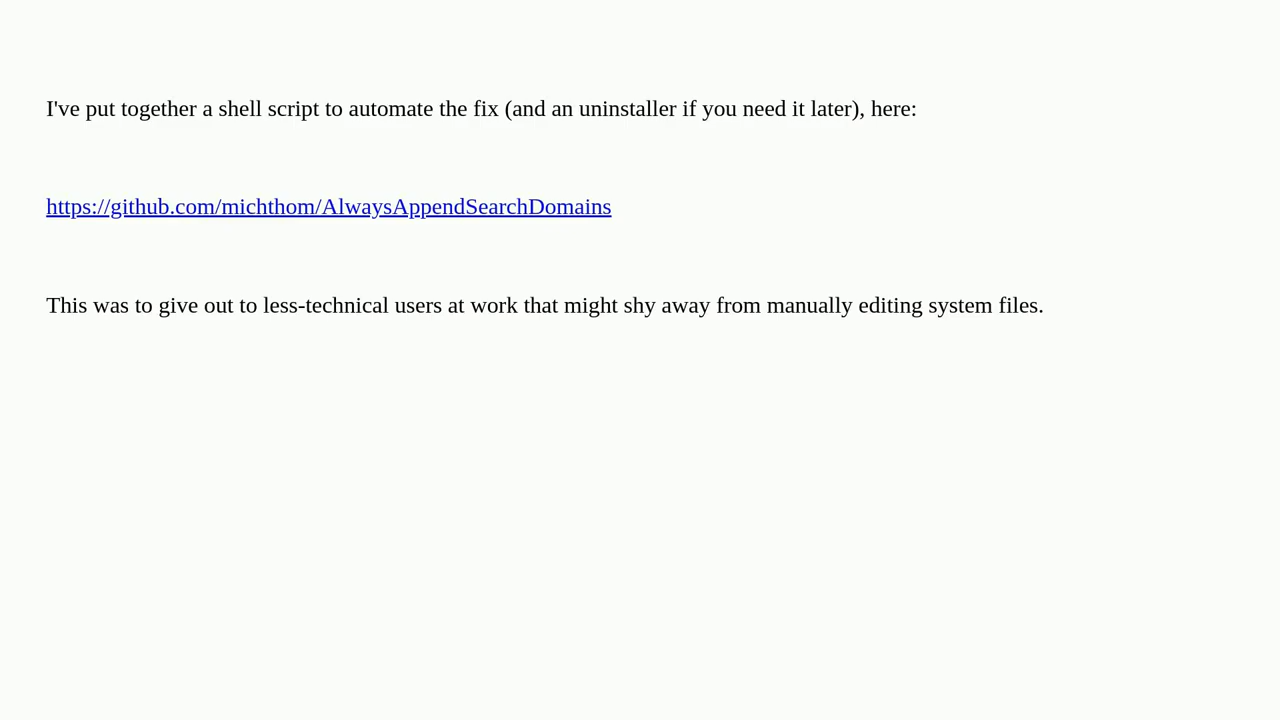 I've put together a shell script to automate the fix (and an uninstaller if you need it later), here:
https://github.com/michthom/AlwaysAppendSearchDomains
This was to give out to less-technical users at work that might shy away from manually editing system files.